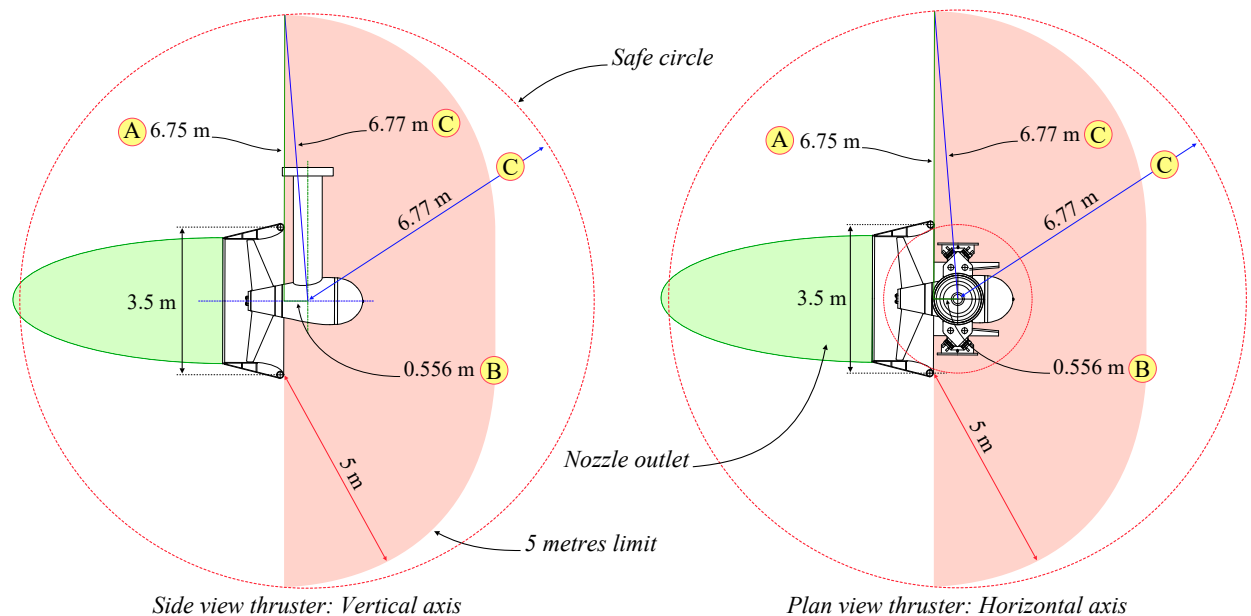 Safe circle
A 6.75 m
6.77 m C
C
6.77 m
3.5 m
0.556 m B
5 m
5 metres limit
Side view thruster: Vertical axis
A 6.75 m
6.77 m C
C
6.77 m
3.5 m
0.556 m B
Nozzle outlet
5 m
Plan view thruster: Horizontal axis